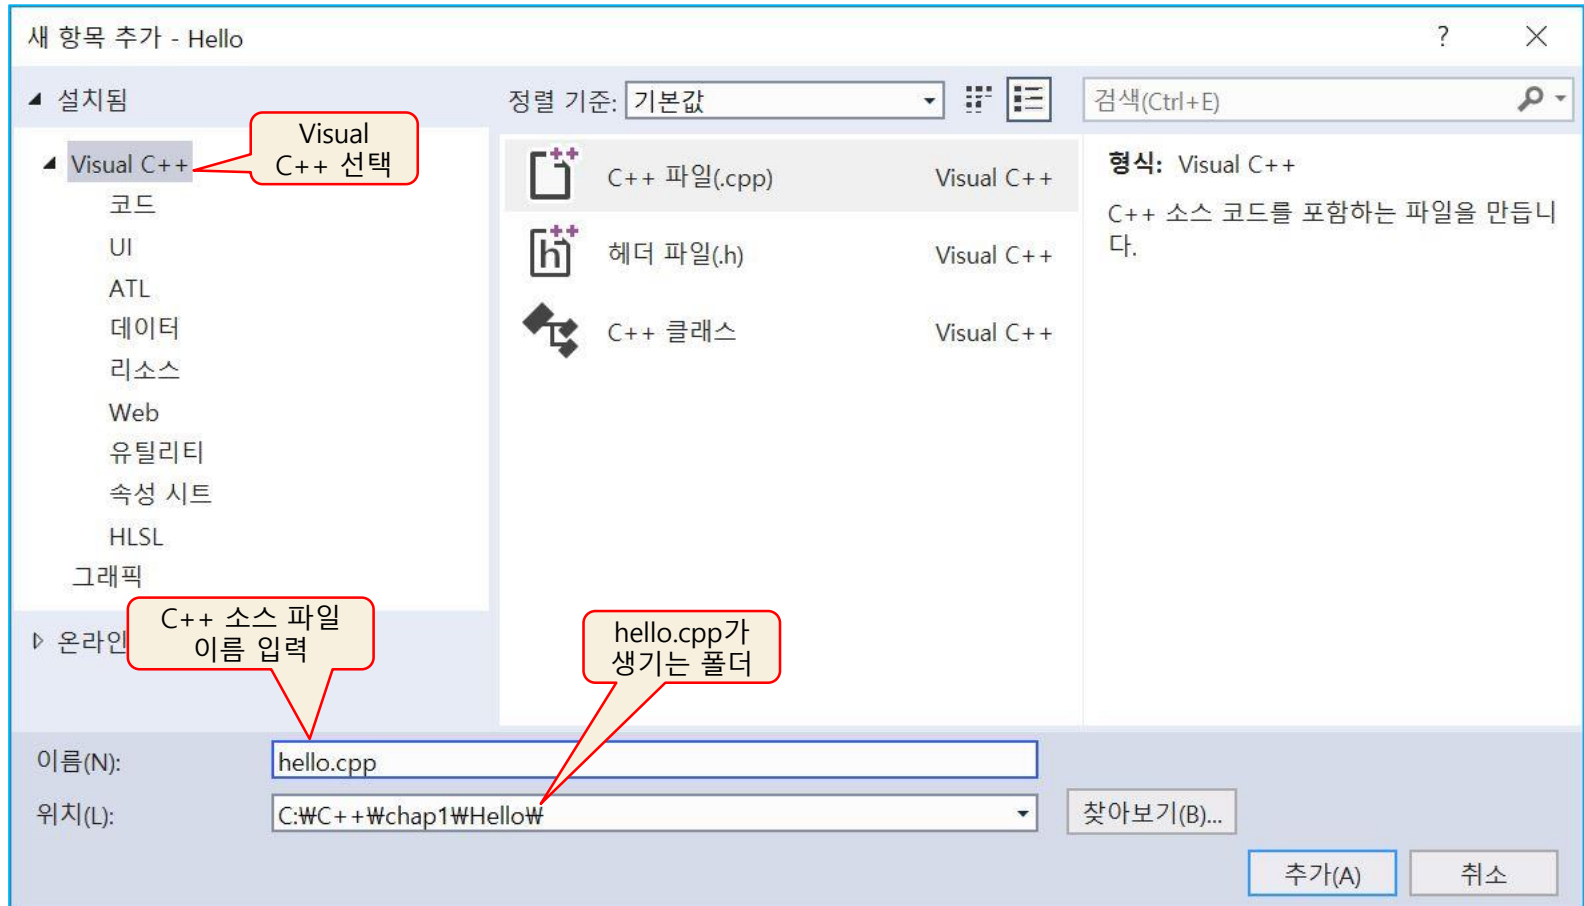 새 항목 추가 - Hello
?
설치됨
정렬 기준: 기본값
검색(Ctrl+E)
Visual C++
코드
UI
ATL
데이터
리소스
Web
유틸리티
속성 시트
HLSL
그래픽
온라인
Visual
C++ 선택
C++ 파일(.cpp) Visual C++
헤더 파일(.h) Visual C++
C++ 클래스 Visual C++
형식: Visual C++
C++ 소스 코드를 포함하는 파일을 만듭니
다.
C++ 소스 파일
이름 입력
hello.cpp가
생기는 폴더
이름(N): hello.cpp
위치(L): C:₩C++₩chap1₩Hello₩
찾아보기(B)...
추가(A) 취소